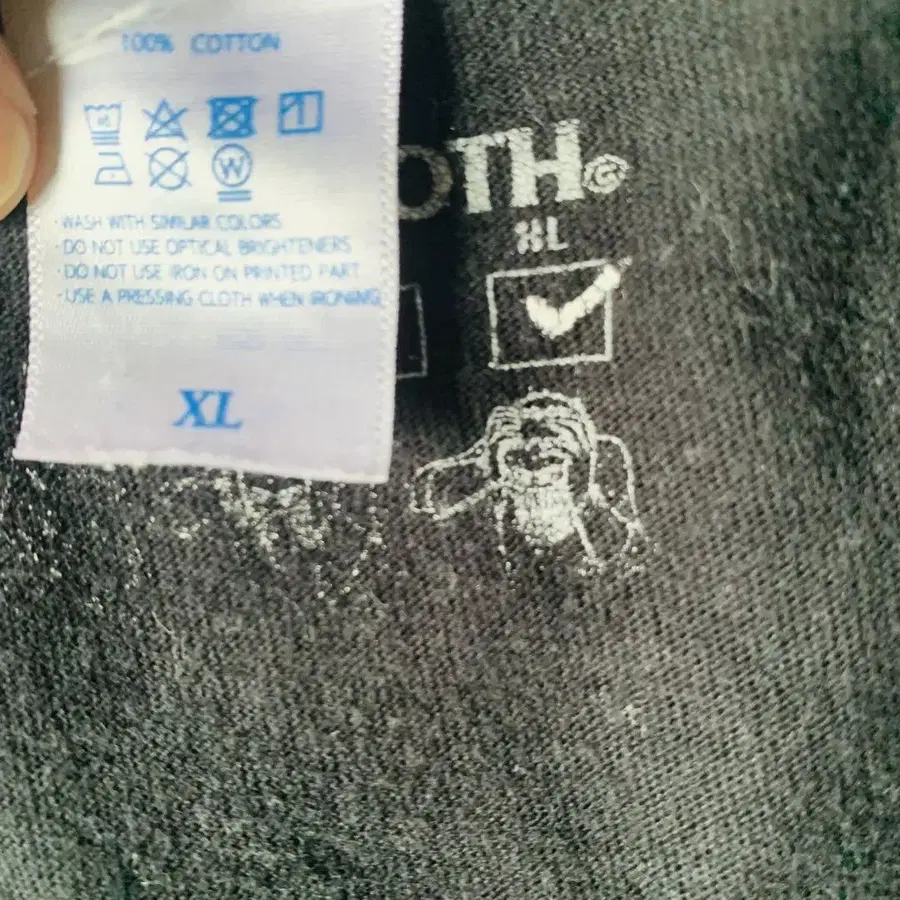 100% COTTON
W
· WASH WITH SIMILAR COLORS
· DO NOT USE OPTICAL BRIGHTENERS
· DO NOT USE IRON ON PRINTED PART
· USE A PRESSING CLOTH WHEN IRONING
XL
OTH